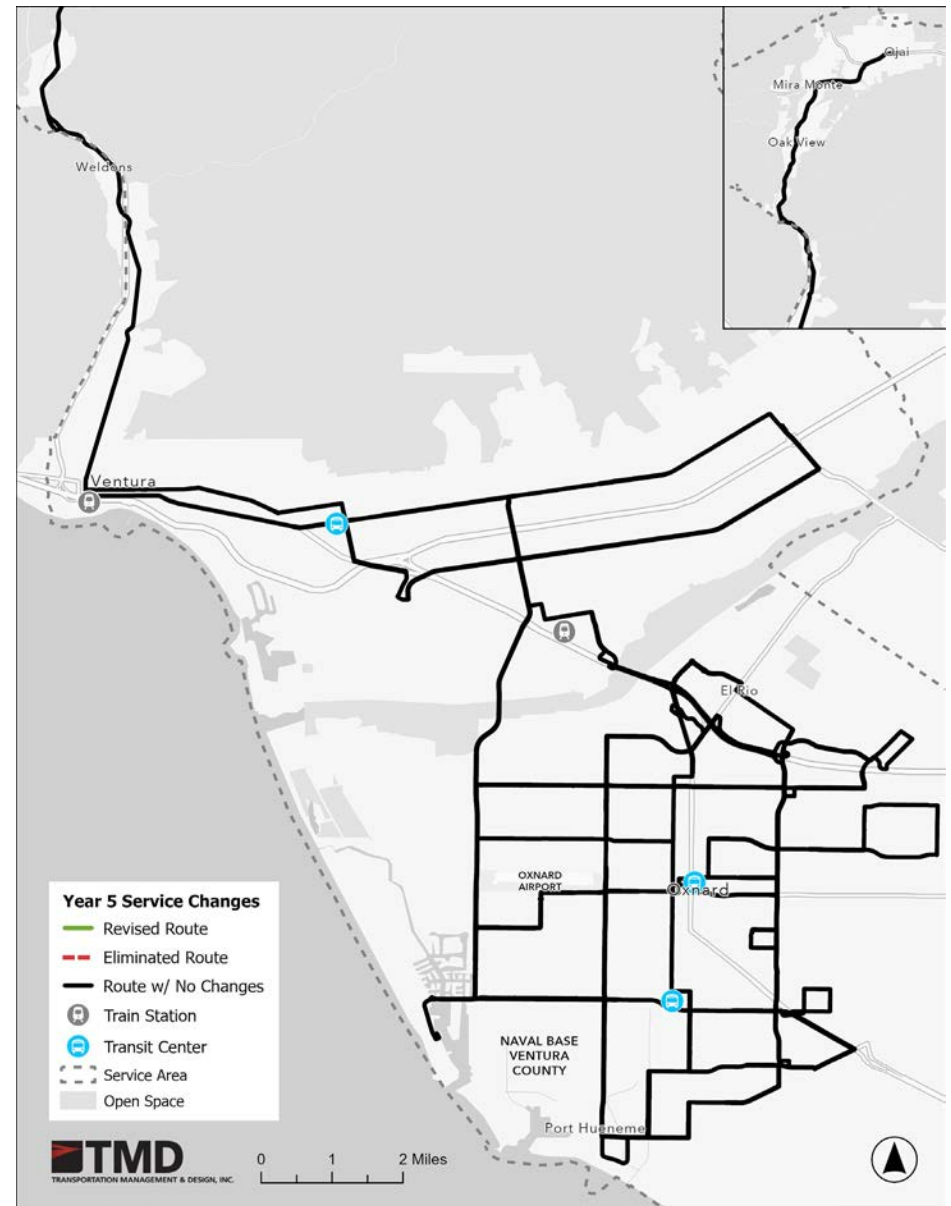 Ojai
Mira Monte
Oak View
Weldons
Ventura
El Rio
OXNARD
AIRPORT
Oxnard
NAVAL BASE
VENTURA
COUNTY
Port Hueneme
Year 5 Service Changes
Revised Route
Eliminated Route
Route w/ No Changes
Train Station
Transit Center
Service Area
Open Space
TMD
TRANSPORTATION MANAGEMENT & DESIGN, INC.
0 1 2 Miles